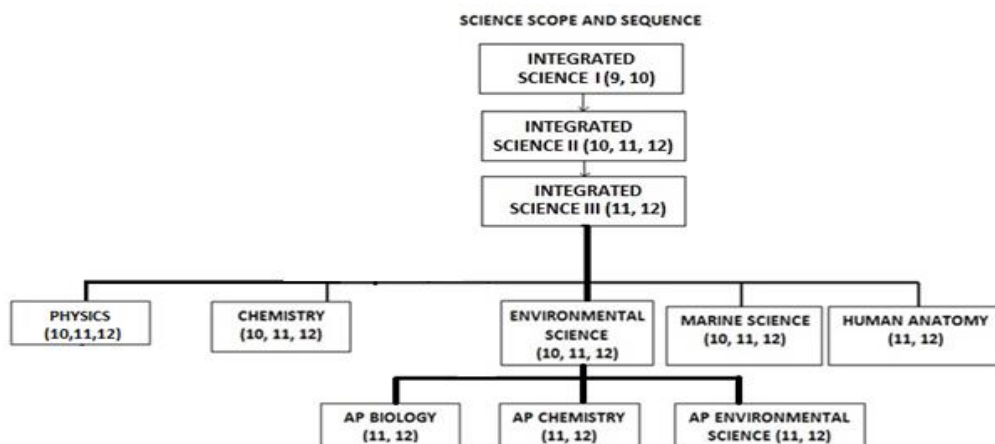 SCIENCE SCOPE AND SEQUENCE
INTEGRATED
SCIENCE I (9, 10)
INTEGRATED
SCIENCE II (10, 11, 12)
INTEGRATED
SCIENCE III (11, 12)
PHYSICS
(10,11,12)
CHEMISTRY
(10, 11, 12)
ENVIRONMENTAL
SCIENCE
(10, 11, 12)
MARINE SCIENCE
(10, 11, 12)
HUMAN ANATOMY
(11, 12)
AP BIOLOGY
(11, 12)
AP CHEMISTRY
(11, 12)
AP ENVIRONMENTAL
SCIENCE (11, 12)